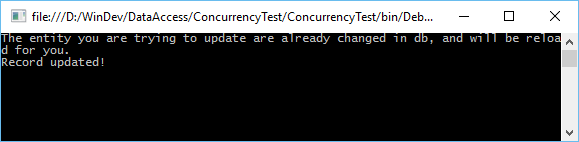 file:///D:/WinDev/DataAccess/ConcurrencyTest/ConcurrencyTest/bin/Deb...
The entity you are trying to update are already changed in db, and will be reloa
d for you.
Record updated!